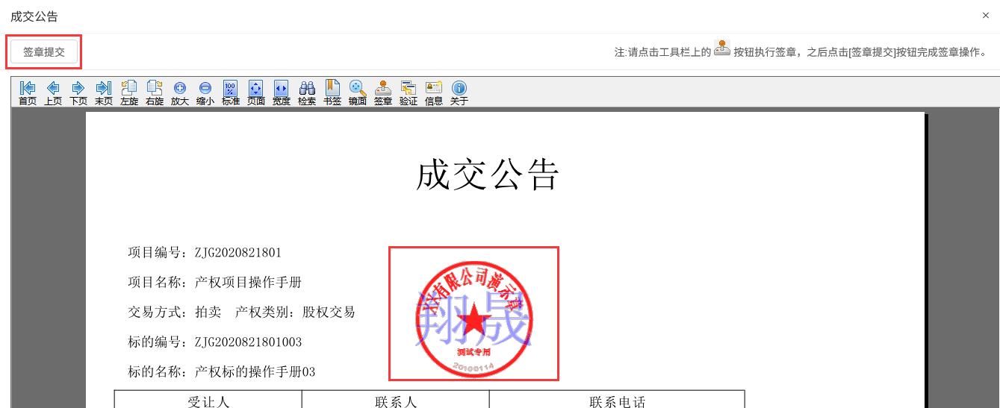 成交公告 ×
签章提交 注:请点击工具栏上的 按钮执行签章，之后点击[签章提交]按钮完成签章操作。
100 %
首页 上页 下页 末页 左旋 右旋 放大 缩小 标准 页面 宽度 检索 书签 镜面 签章 验证 信息 关于
成交公告
项目编号：ZJG2020821801
项目名称：产权项目操作手册
交易方式：拍卖 产权类别：股权交易
标的编号：ZJG2020821801003
标的名称：产权标的操作手册03
XX有限公司演示章
翔晟
测试专用
20100114
受让人 联系人 联系电话